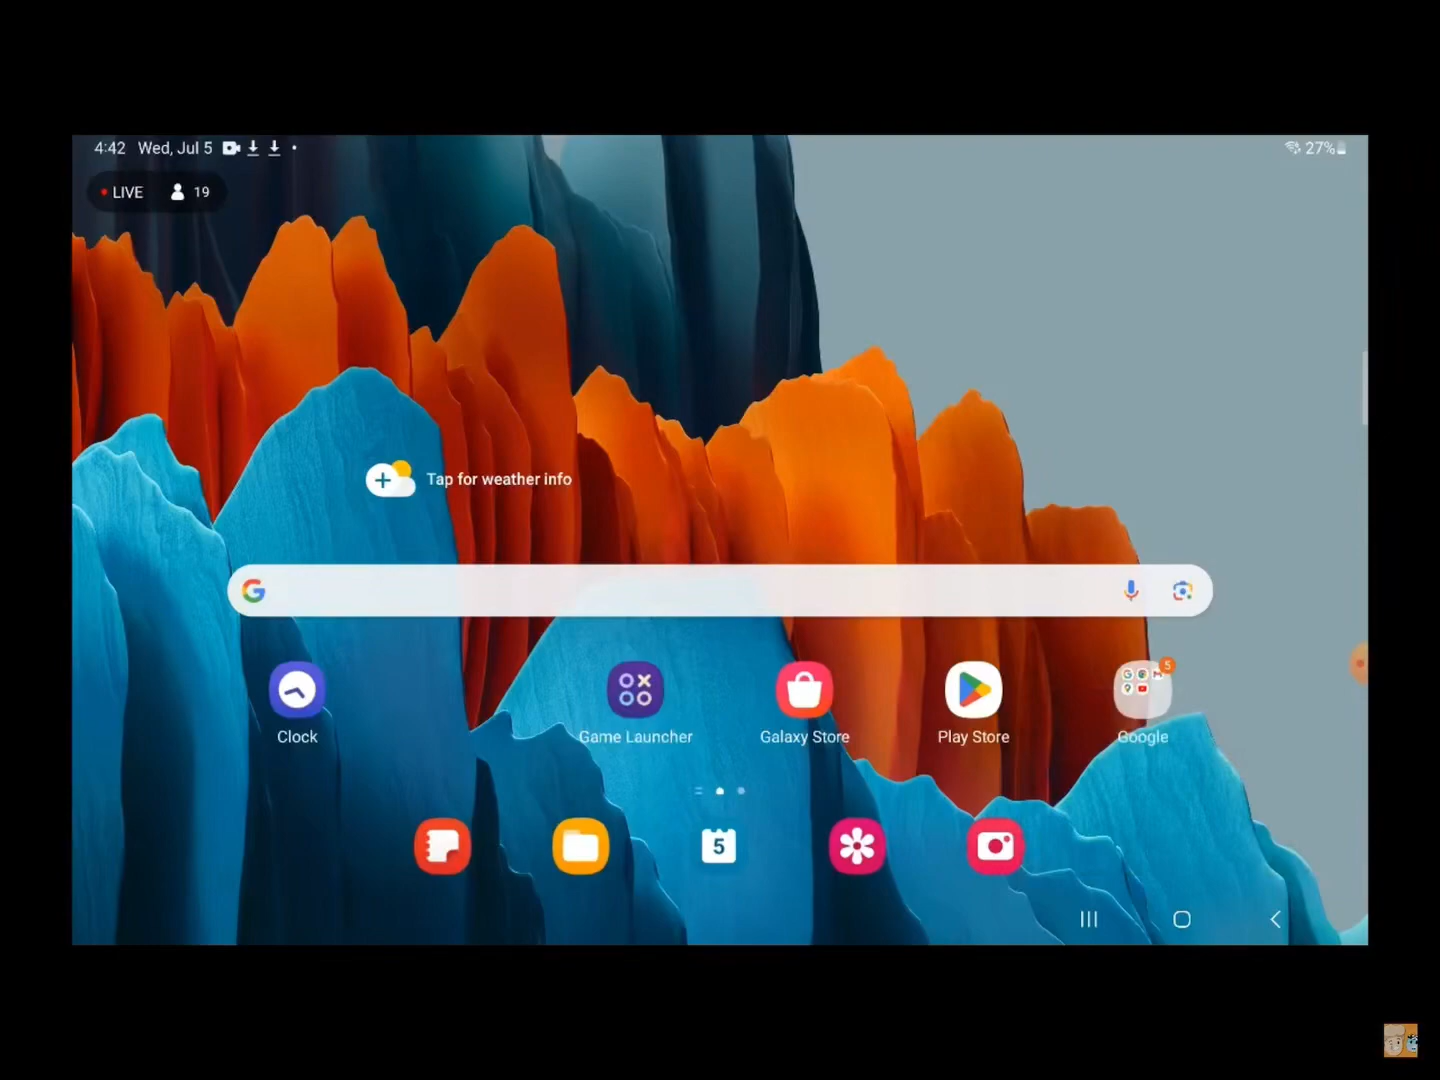 4:42 Wed, Jul 5
27%
LIVE 19
Tap for weather info
G
Clock
Game Launcher
Galaxy Store
Play Store
5
Google
5